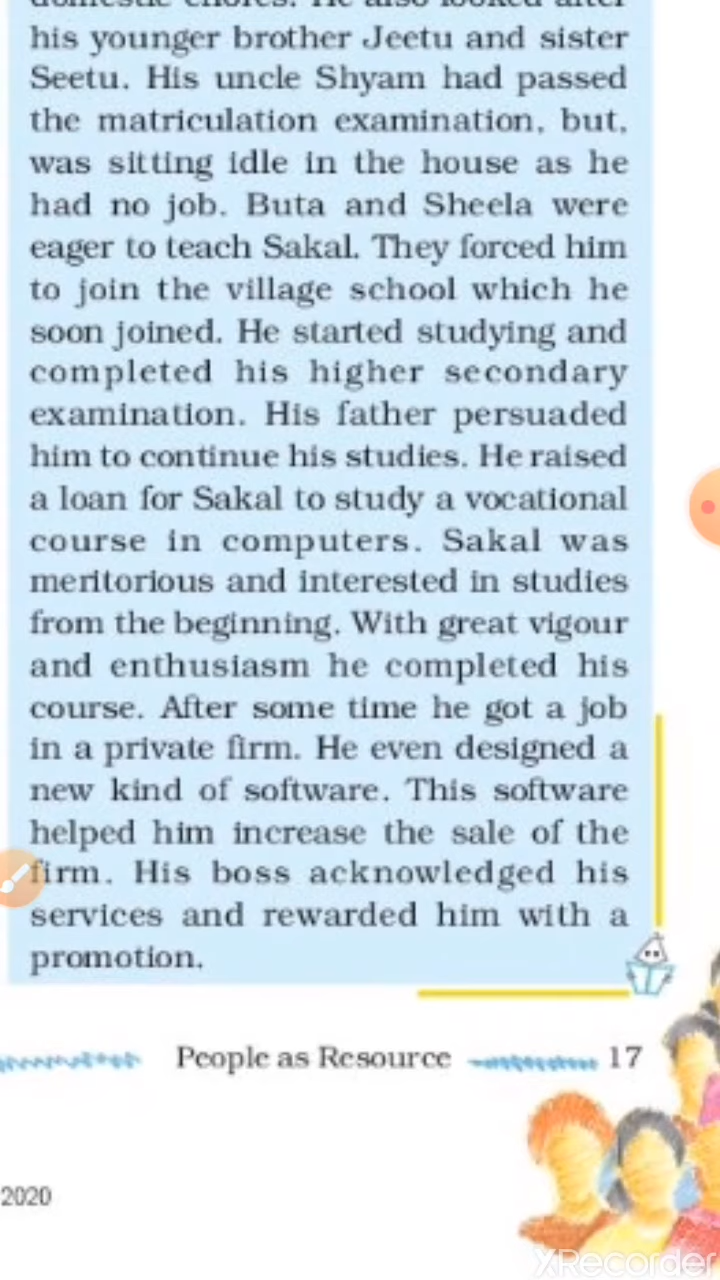 domestic chores. He also looked after
his younger brother Jeetu and sister
Seetu. His uncle Shyam had passed
the matriculation examination, but,
was sitting idle in the house as he
had no job. Buta and Sheela were
eager to teach Sakal. They forced him
to join the village school which he
soon joined. He started studying and
completed his higher secondary
examination. His father persuaded
him to continue his studies. He raised
a loan for Sakal to study a vocational
course in computers. Sakal was
meritorious and interested in studies
from the beginning. With great vigour
and enthusiasm he completed his
course. After some time he got a job
in a private firm. He even designed a
new kind of software. This software
helped him increase the sale of the
firm. His boss acknowledged his
services and rewarded him with a
promotion.
People as Resource 17
2020
XRecorder